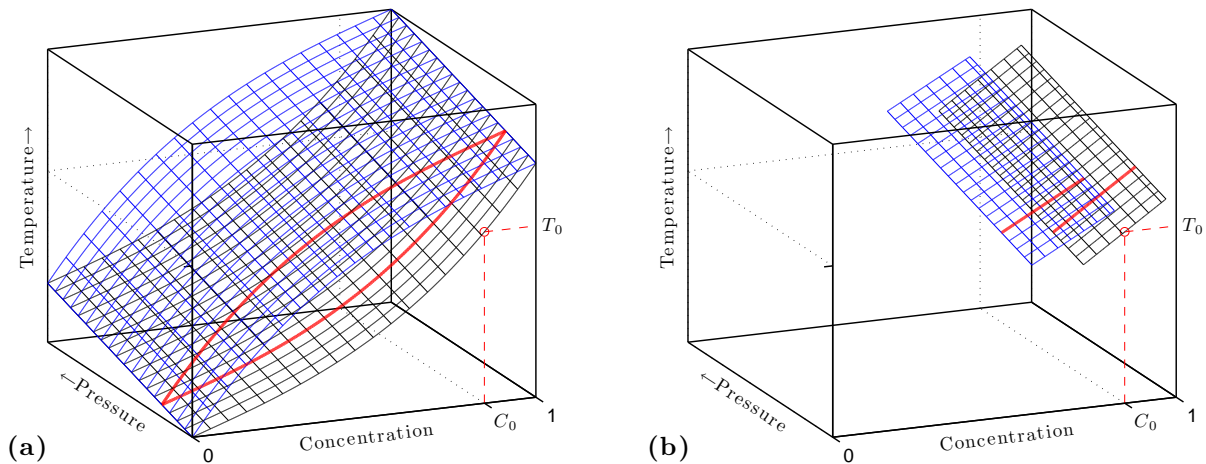 Temperature→
←Pressure
Concentration
0
1
C₀
T₀
(a)
Temperature→
←Pressure
Concentration
0
1
C₀
T₀
(b)